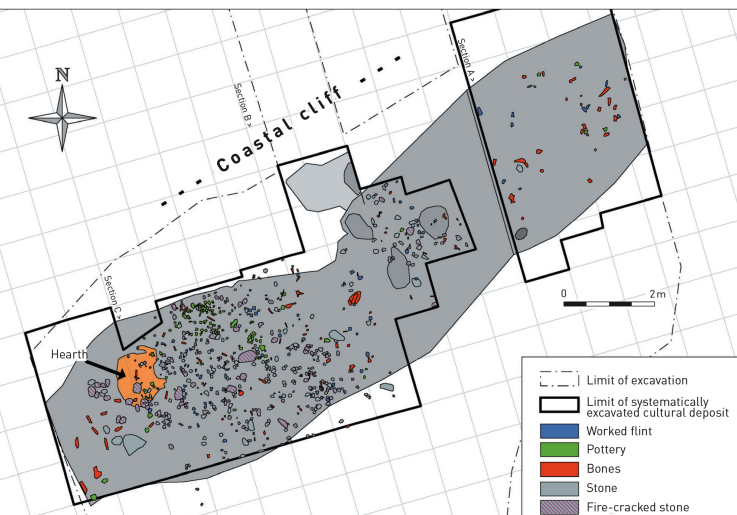 N
Section A >
Section B >
Coastal cliff
Section C >
0 2 m
Hearth
Limit of excavation
Limit of systematically
excavated cultural deposit
Worked flint
Pottery
Bones
Stone
Fire-cracked stone